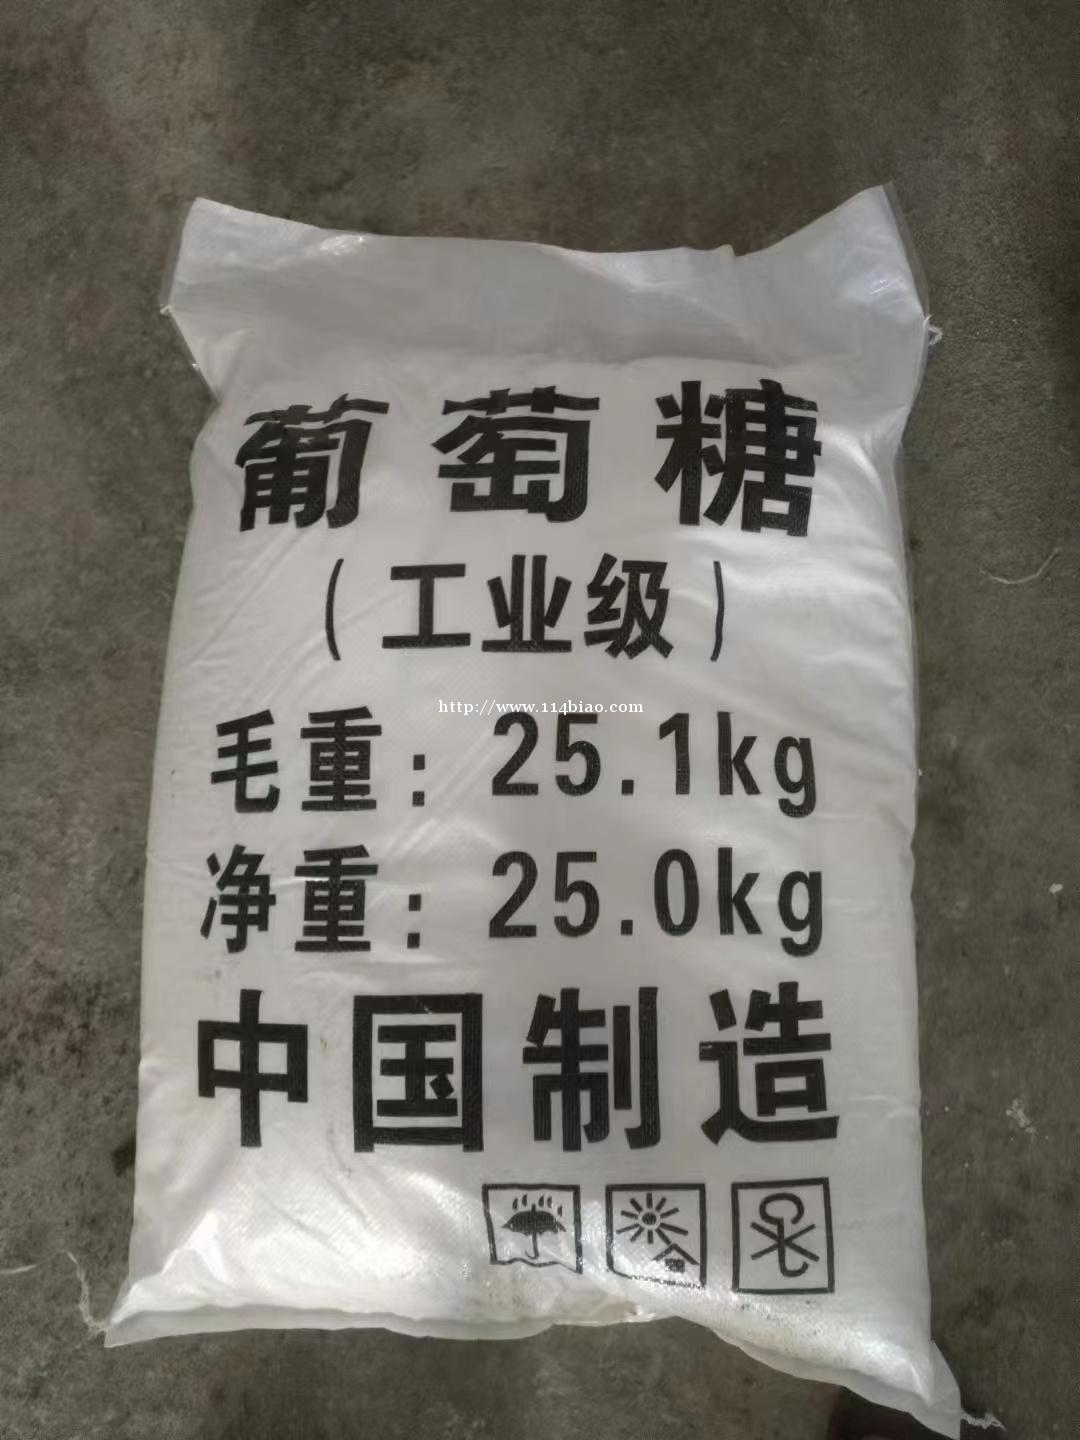 葡萄糖
（工业级）
http://www.114biao.com
毛重：25.1kg
净重：25.0kg
中国制造